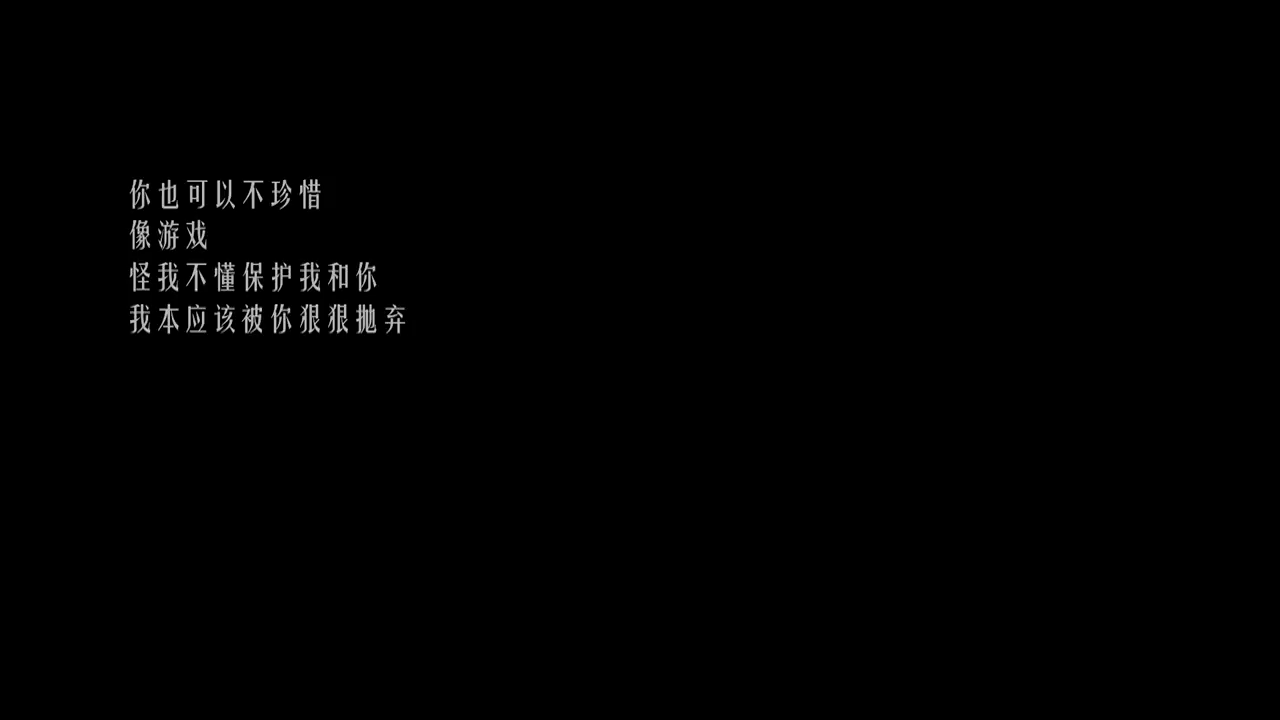 你也可以不珍惜
像游戏
怪我不懂保护我和你
我本应该被你狠狠抛弃